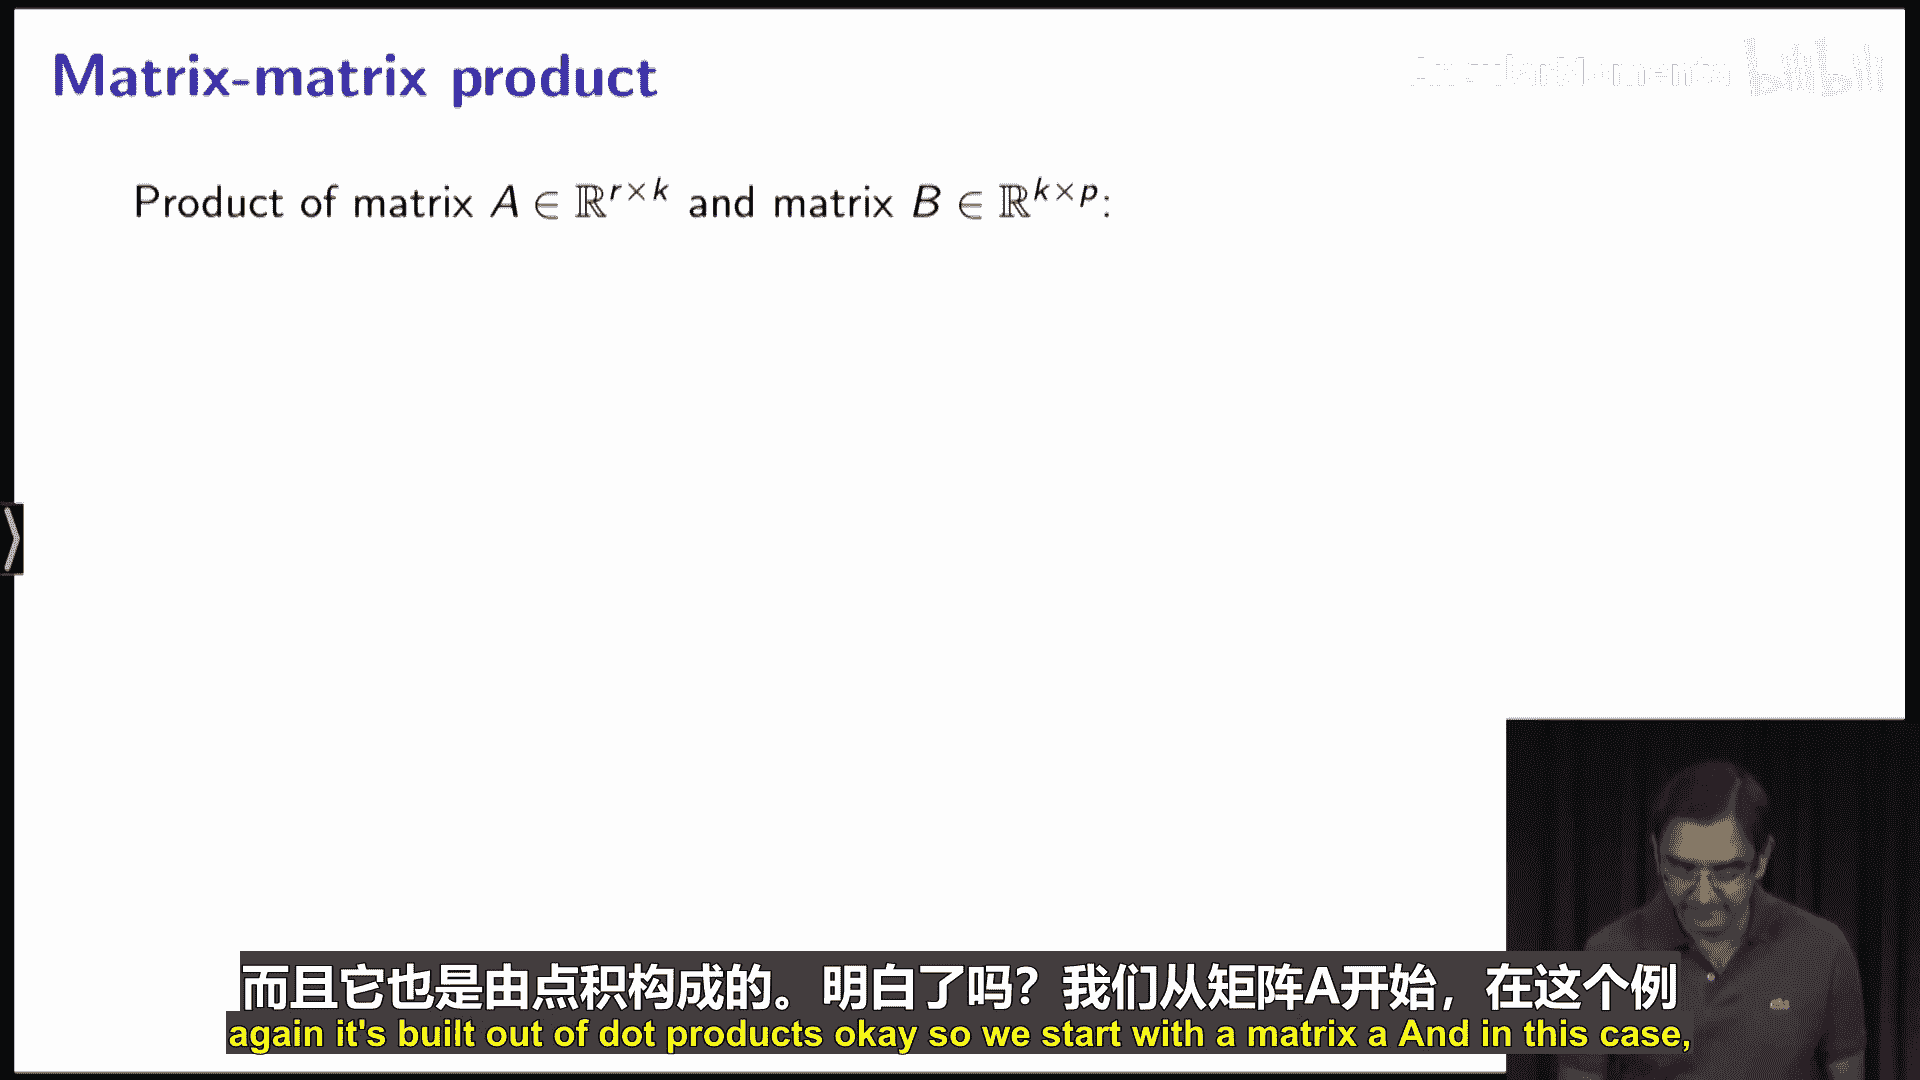 Matrix-matrix product
bilibili
Product of matrix A ∈ ℝ^{r×k} and matrix B ∈ ℝ^{k×p}:
而且它也是由点积构成的。明白了吗？我们从矩阵A开始，在这个例
again it's built out of dot products okay so we start with a matrix a And in this case,